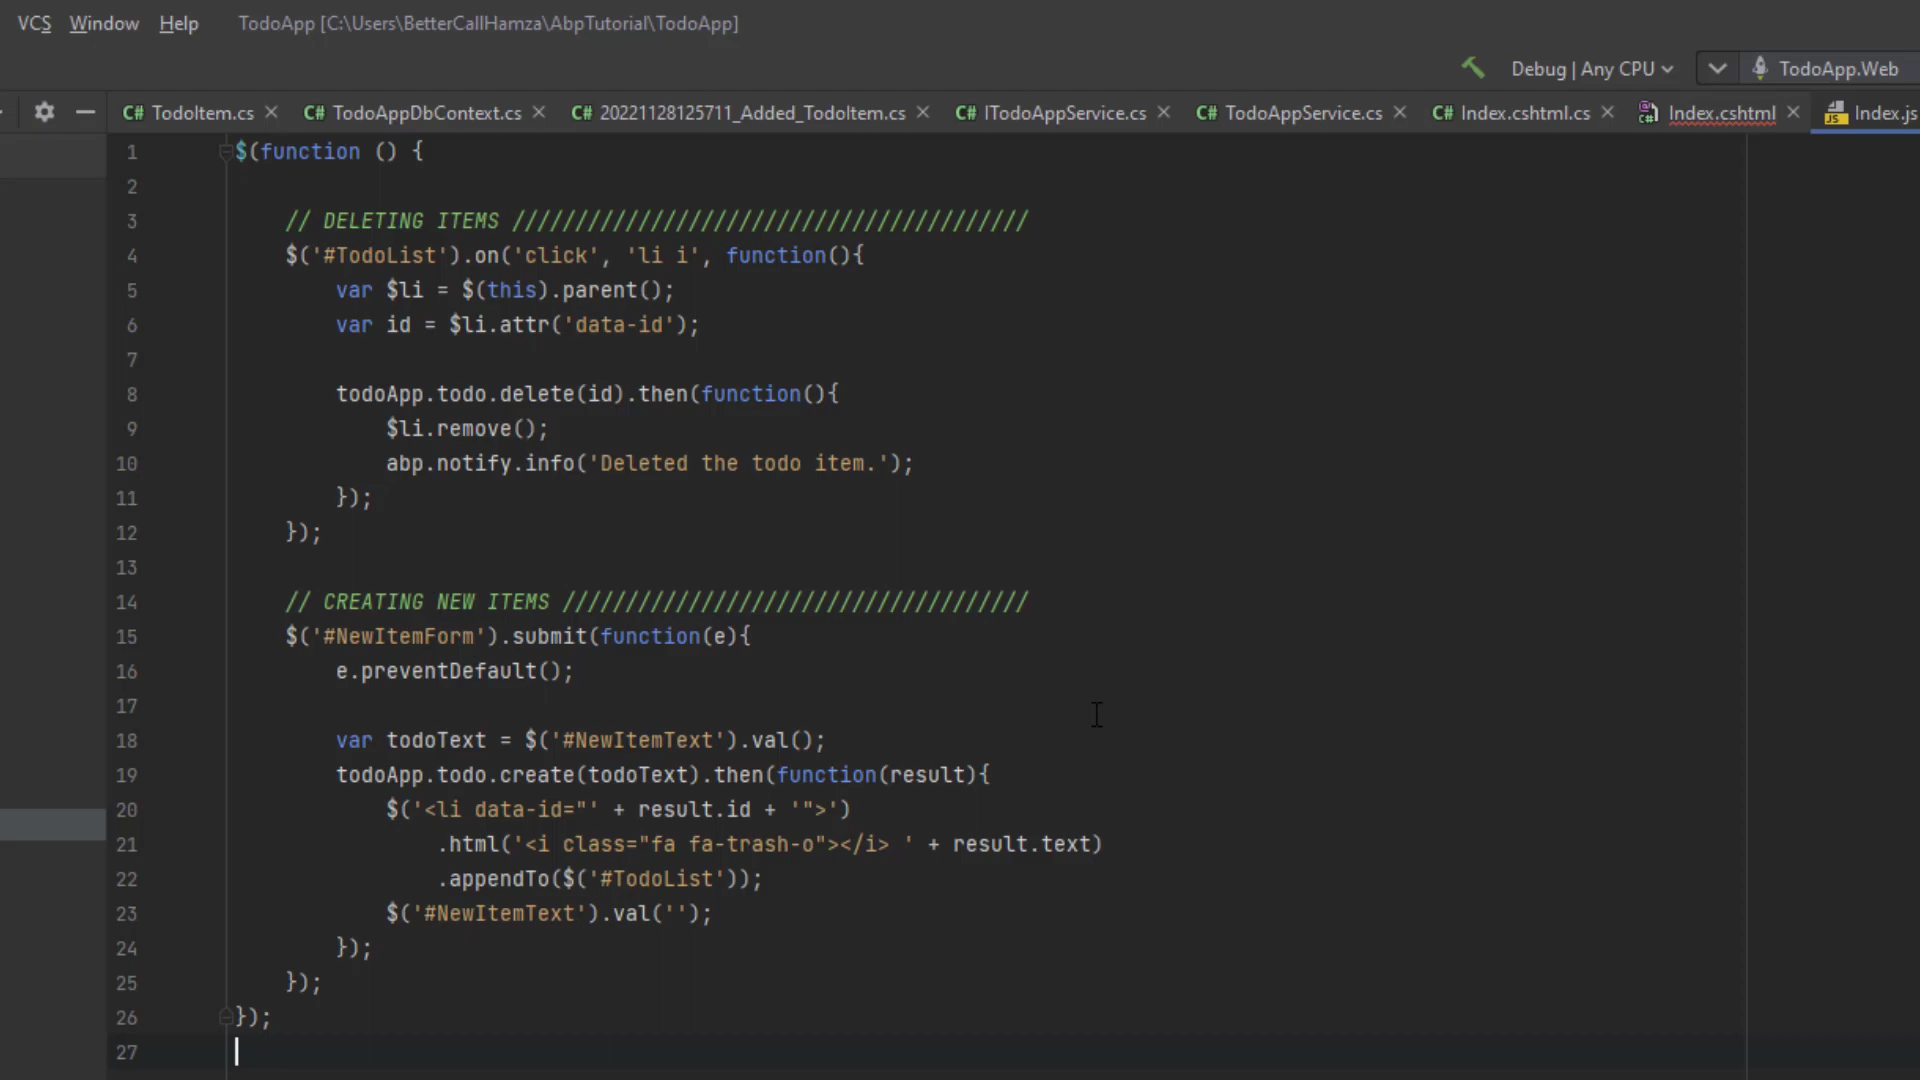 VCS Window Help TodoApp [C:\Users\BetterCallHamza\AbpTutorial\TodoApp]
Debug | Any CPU TodoApp.Web
C# TodoItem.cs C# TodoAppDbContext.cs C# 20221128125711_Added_TodoItem.cs C# ITodoAppService.cs C# TodoAppService.cs C# Index.cshtml.cs Index.cshtml JS Index.js
1 $(function () {
2
3 // DELETING ITEMS /////////////////////////////////////////
4 $('#TodoList').on('click', 'li i', function(){
5 var $li = $(this).parent();
6 var id = $li.attr('data-id');
7
8 todoApp.todo.delete(id).then(function(){
9 $li.remove();
10 abp.notify.info('Deleted the todo item.');
11 });
12 });
13
14 // CREATING NEW ITEMS /////////////////////////////////////
15 $('#NewItemForm').submit(function(e){
16 e.preventDefault();
17
18 var todoText = $('#NewItemText').val();
19 todoApp.todo.create(todoText).then(function(result){
20 $('<li data-id="' + result.id + '">')
21 .html('<i class="fa fa-trash-o"></i> ' + result.text)
22 .appendTo($('#TodoList'));
23 $('#NewItemText').val('');
24 });
25 });
26 });
27